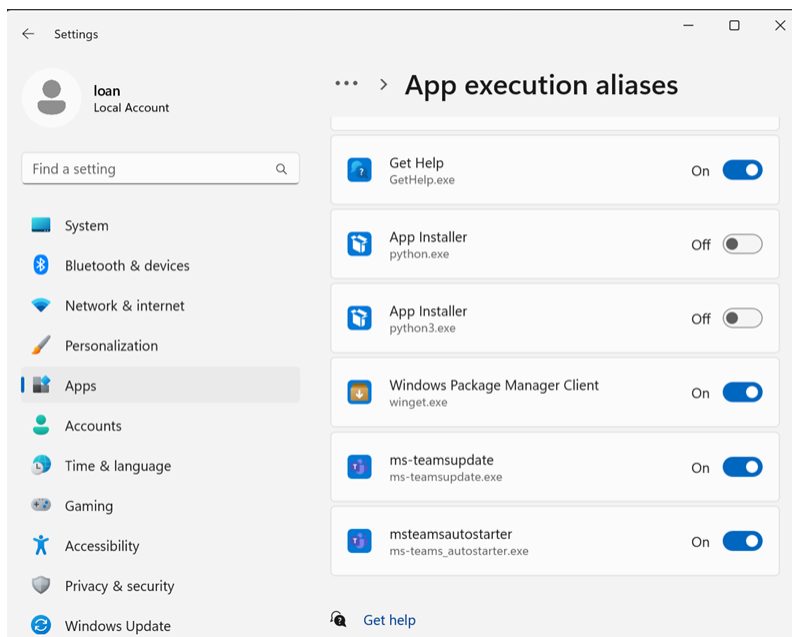 Settings
loan
Local Account
Find a setting
System
Bluetooth & devices
Network & internet
Personalization
Apps
Accounts
Time & language
Gaming
Accessibility
Privacy & security
Windows Update
... > App execution aliases
Get Help
GetHelp.exe
On
App Installer
python.exe
Off
App Installer
python3.exe
Off
Windows Package Manager Client
winget.exe
On
ms-teamsupdate
ms-teamsupdate.exe
On
msteamsautostarter
ms-teams_autostarter.exe
On
Get help